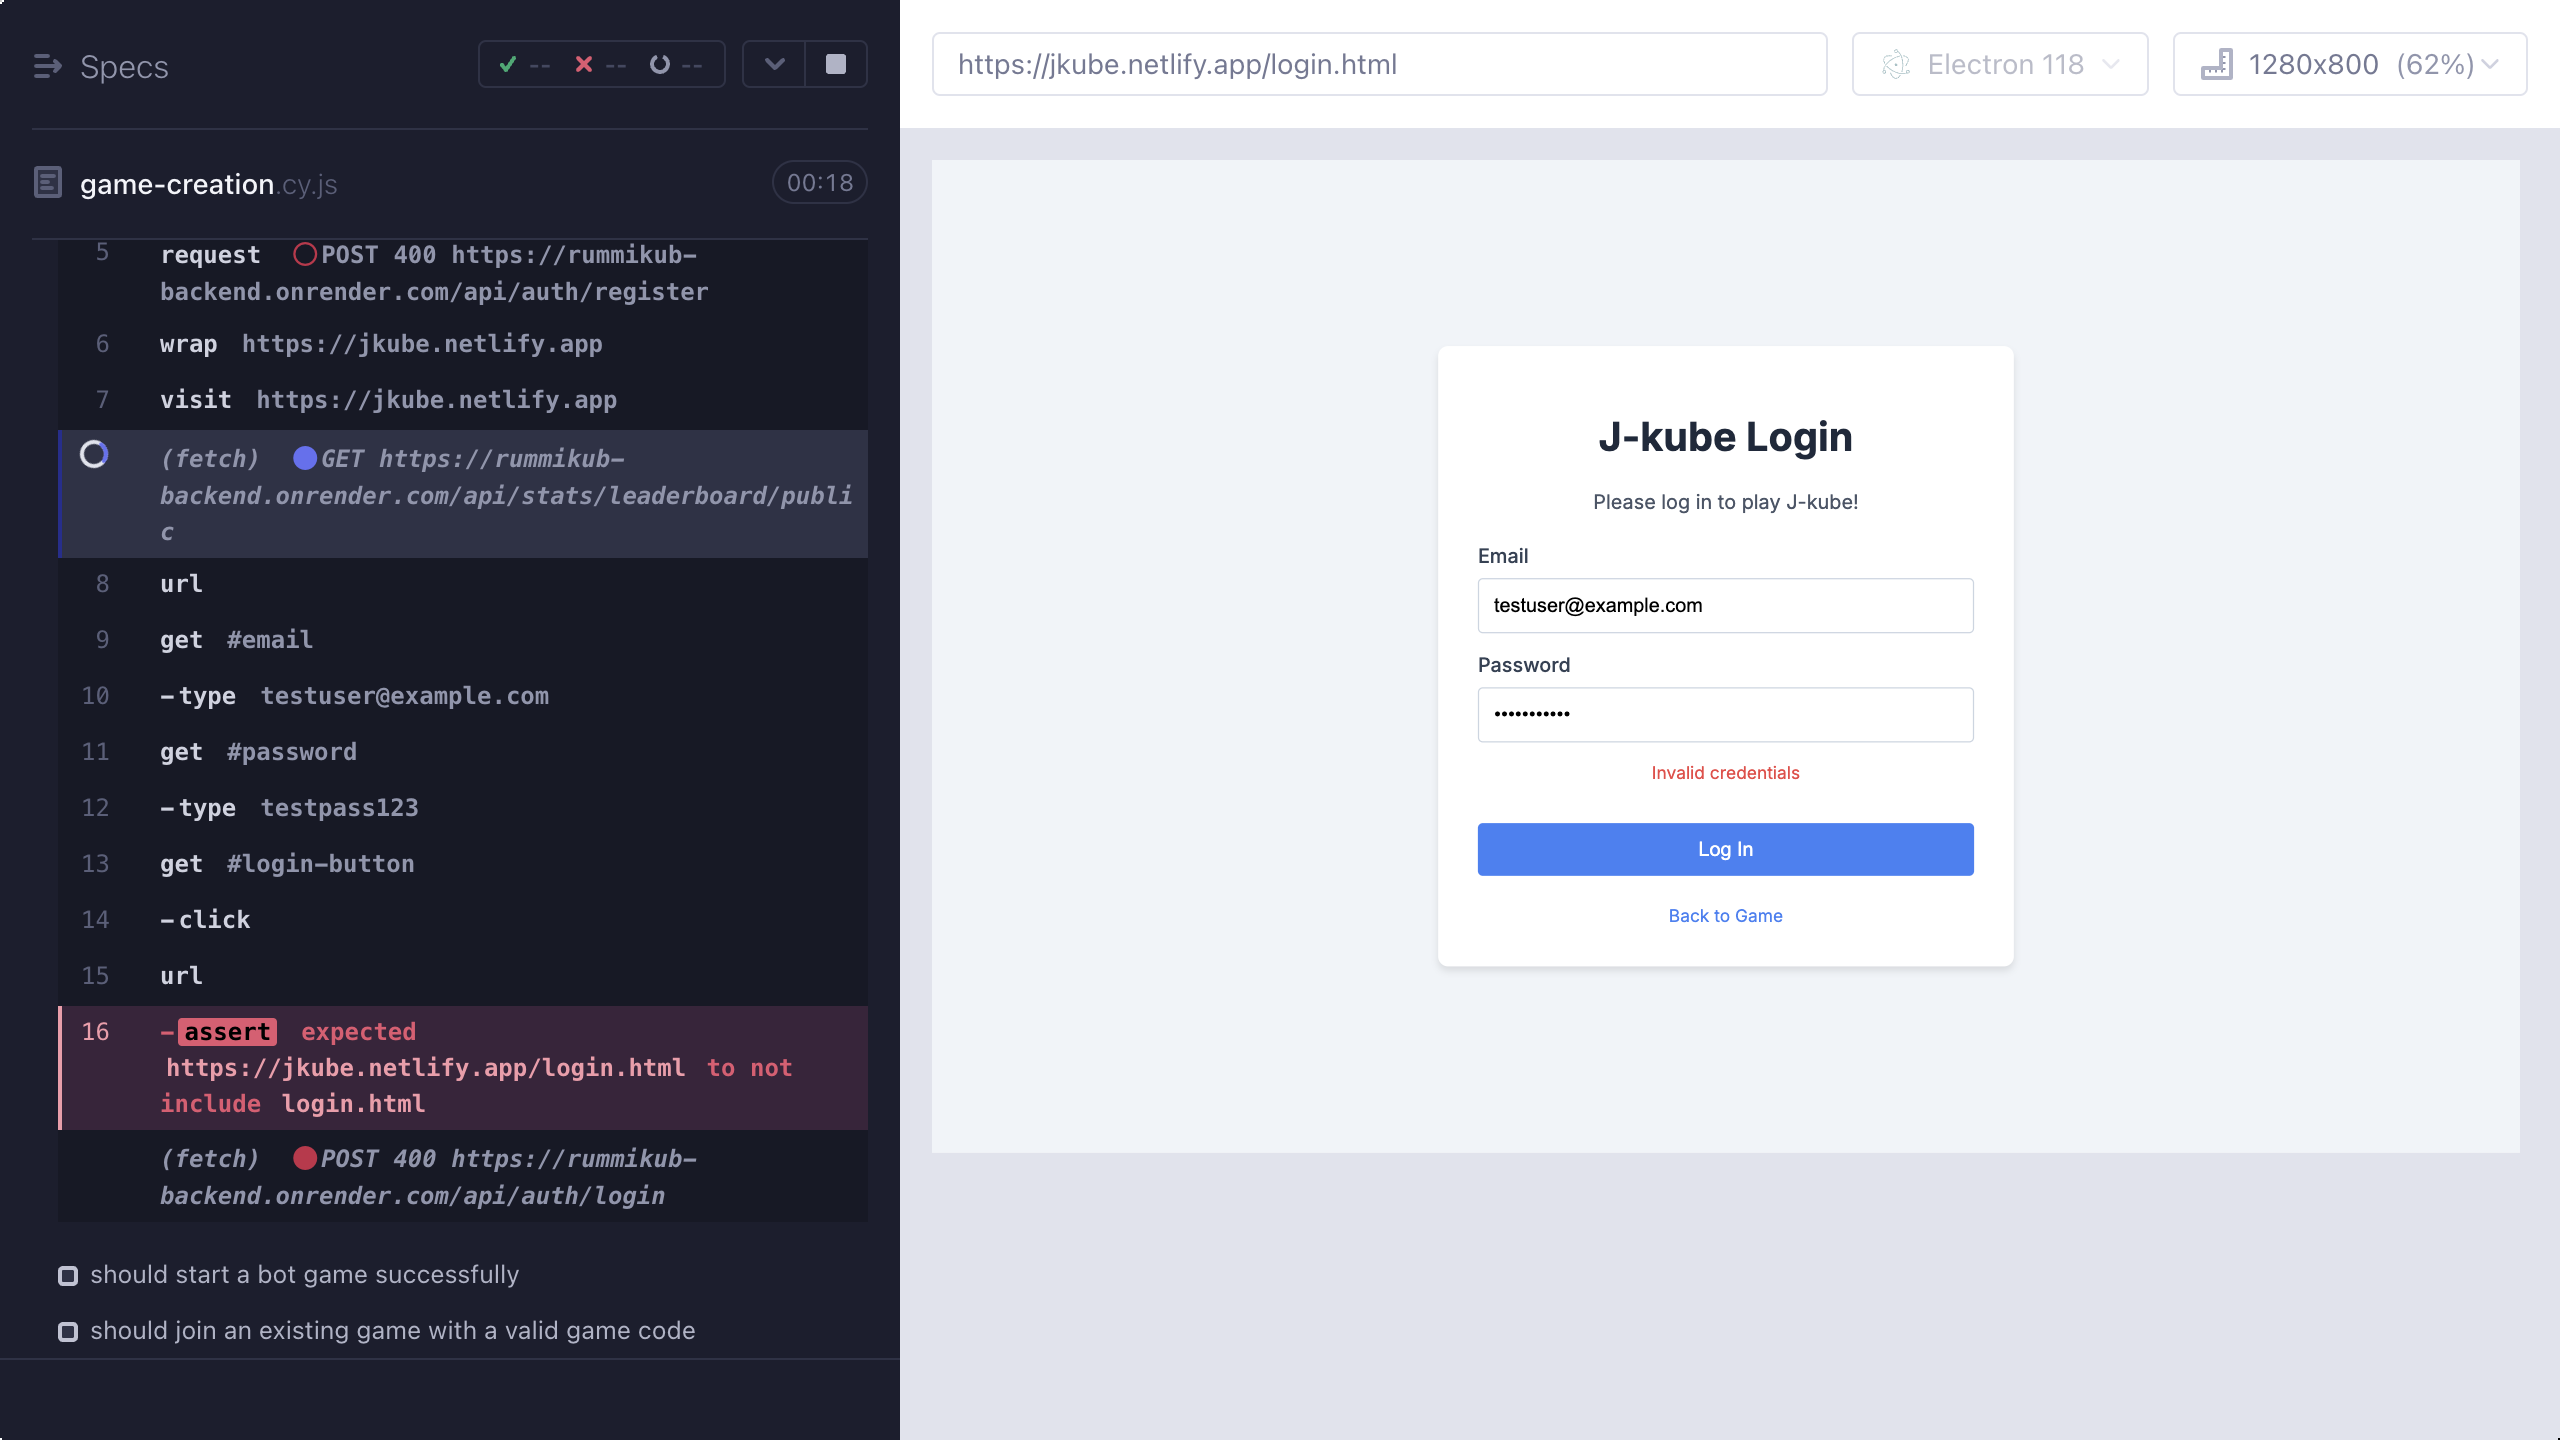 Specs
-- -- --
game-creation.cy.js
00:18
5 request POST 400 https://rummikub-
backend.onrender.com/api/auth/register
6 wrap https://jkube.netlify.app
7 visit https://jkube.netlify.app
(fetch) GET https://rummikub-
backend.onrender.com/api/stats/leaderboard/publi
c
8 url
9 get #email
10 -type testuser@example.com
11 get #password
12 -type testpass123
13 get #login-button
14 -click
15 url
16 -assert expected
https://jkube.netlify.app/login.html to not
include login.html
(fetch) POST 400 https://rummikub-
backend.onrender.com/api/auth/login
should start a bot game successfully
should join an existing game with a valid game code
https://jkube.netlify.app/login.html
Electron 118
1280x800 (62%)
J-kube Login
Please log in to play J-kube!
Email
testuser@example.com
Password
•••••••••••
Invalid credentials
Log In
Back to Game